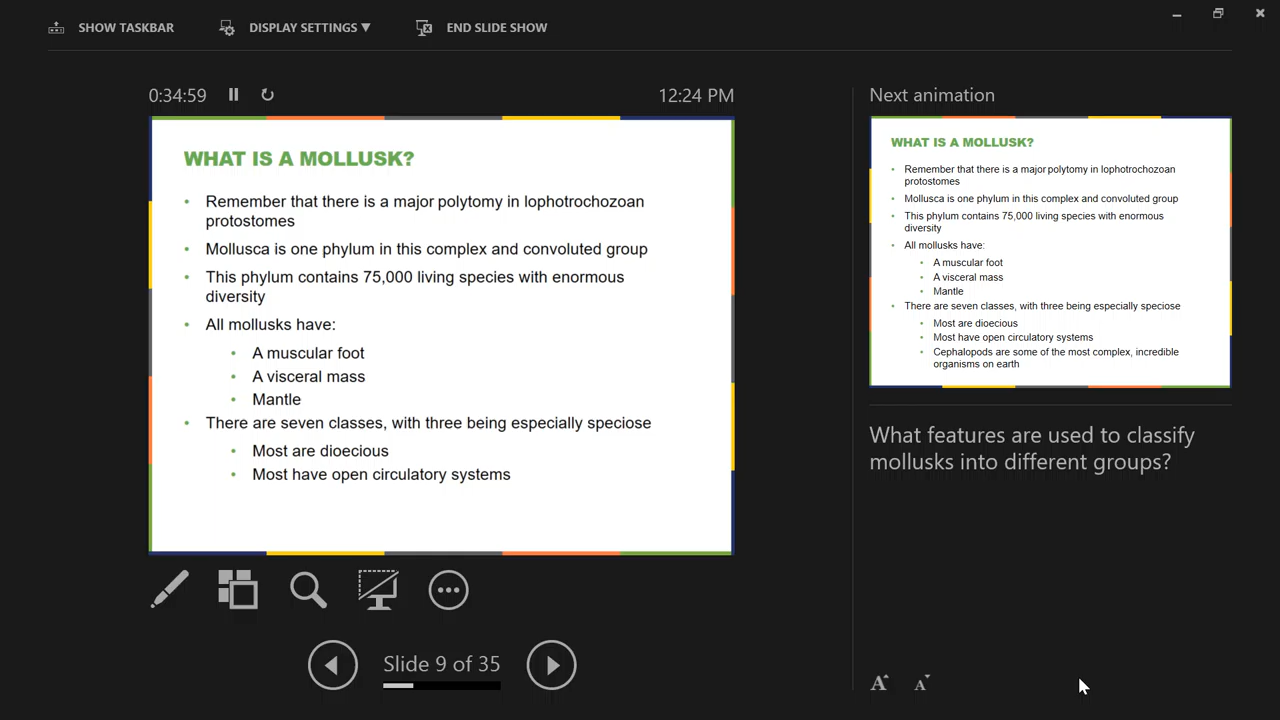 SHOW TASKBAR
DISPLAY SETTINGS ▼
END SLIDE SHOW
0:34:59
12:24 PM
WHAT IS A MOLLUSK?
• Remember that there is a major polytomy in lophotrochozoan
protostomes
• Mollusca is one phylum in this complex and convoluted group
• This phylum contains 75,000 living species with enormous
diversity
• All mollusks have:
• A muscular foot
• A visceral mass
• Mantle
• There are seven classes, with three being especially speciose
• Most are dioecious
• Most have open circulatory systems
Slide 9 of 35
Next animation
WHAT IS A MOLLUSK?
• Remember that there is a major polytomy in lophotrochozoan
protostomes
• Mollusca is one phylum in this complex and convoluted group
• This phylum contains 75,000 living species with enormous
diversity
• All mollusks have:
• A muscular foot
• A visceral mass
• Mantle
• There are seven classes, with three being especially speciose
• Most are dioecious
• Most have open circulatory systems
• Cephalopods are some of the most complex, incredible
organisms on earth
What features are used to classify
mollusks into different groups?
A A